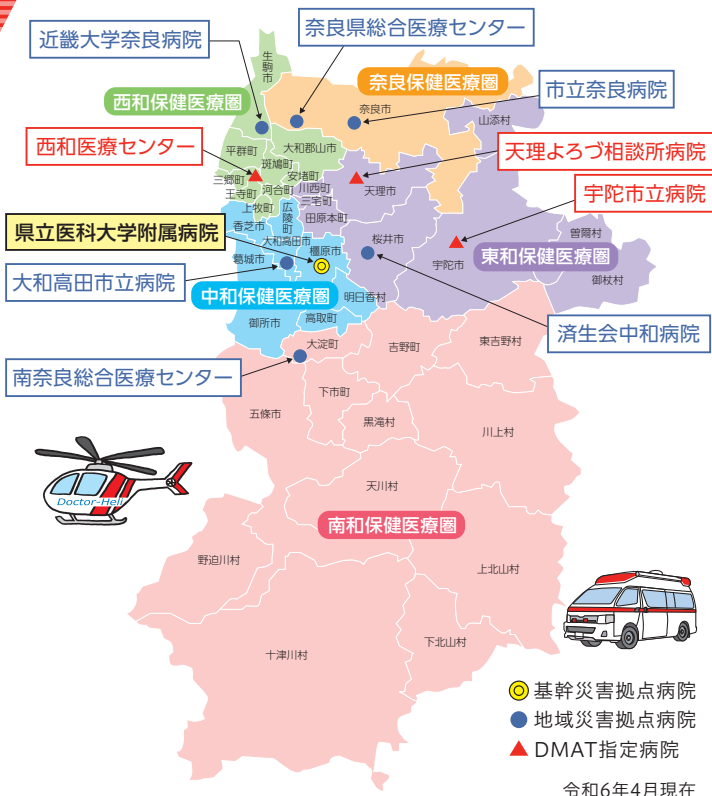 奈良県総合医療センター
近畿大学奈良病院
生駒市
奈良保健医療圏
市立奈良病院
西和保健医療圏
奈良市
山添村
西和医療センター
平群町
大和郡山市
斑鳩町
天理よろづ相談所病院
三郷町
安堵町
王寺町
河合町
川西町
三宅町
天理市
宇陀市立病院
上牧町
広陵町
田原本町
香芝市
県立医科大学附属病院
大和高田市
橿原市
桜井市
曽爾村
葛城市
宇陀市
東和保健医療圏
大和高田市立病院
御杖村
中和保健医療圏
明日香村
御所市
高取町
済生会中和病院
大淀町
吉野町
東吉野村
南奈良総合医療センター
下市町
五條市
黒滝村
川上村
天川村
Doctor-Heli
南和保健医療圏
野迫川村
上北山村
下北山村
十津川村
基幹災害拠点病院
地域災害拠点病院
DMAT指定病院
令和6年4月現在